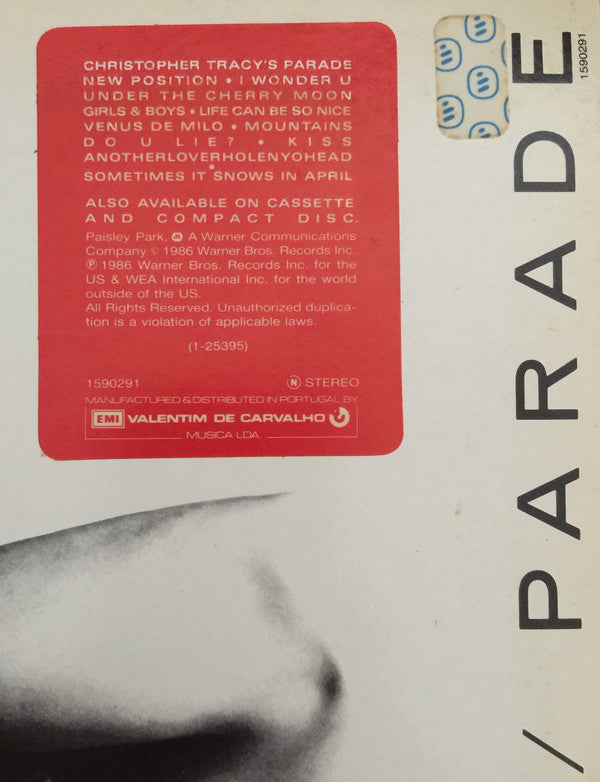 CHRISTOPHER TRACY'S PARADE
NEW POSITION • I WONDER U
UNDER THE CHERRY MOON
GIRLS & BOYS • LIFE CAN BE SO NICE
VENUS DE MILO • MOUNTAINS
DO U LIE? • KISS
ANOTHERLOVERHOLENYOHEAD
•
SOMETIMES IT SNOWS IN APRIL
ALSO AVAILABLE ON CASSETTE
AND COMPACT DISC.
Paisley Park, A Warner Communications
Company © 1986 Warner Bros. Records Inc.
℗ 1986 Warner Bros. Records Inc. for the
US & WEA International Inc. for the world
outside of the US.
All Rights Reserved. Unauthorized duplica-
tion is a violation of applicable laws.
(1-25395)
1590291 N STEREO
MANUFACTURED & DISTRIBUTED IN PORTUGAL BY
EMI VALENTIM DE CARVALHO
MUSICA LDA
/ PARADE
1590291